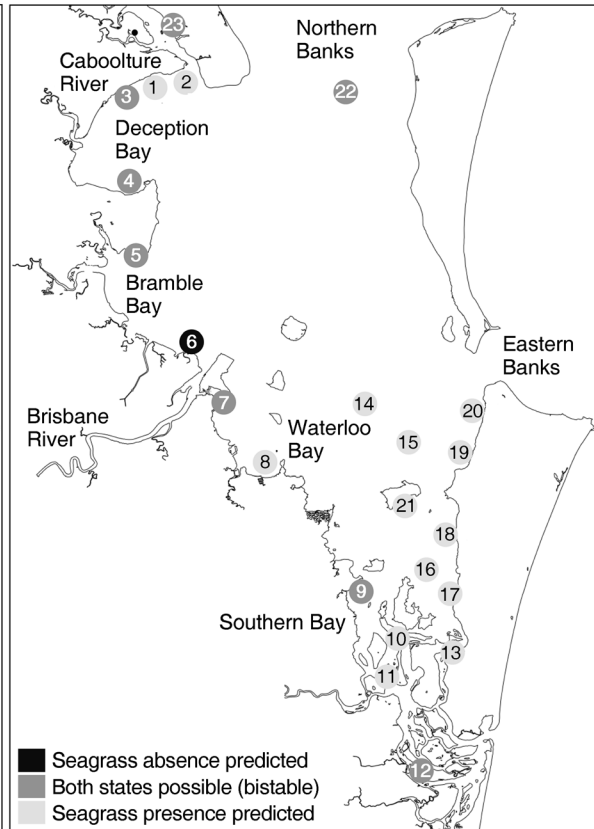 23
Northern
Banks
Caboolture
River
1
2
3
22
Deception
Bay
4
5
Bramble
Bay
6
Eastern
Banks
7
14
20
Brisbane
River
Waterloo
Bay
15
19
8
21
18
16
9
17
Southern Bay
10
13
11
12
Seagrass absence predicted
Both states possible (bistable)
Seagrass presence predicted